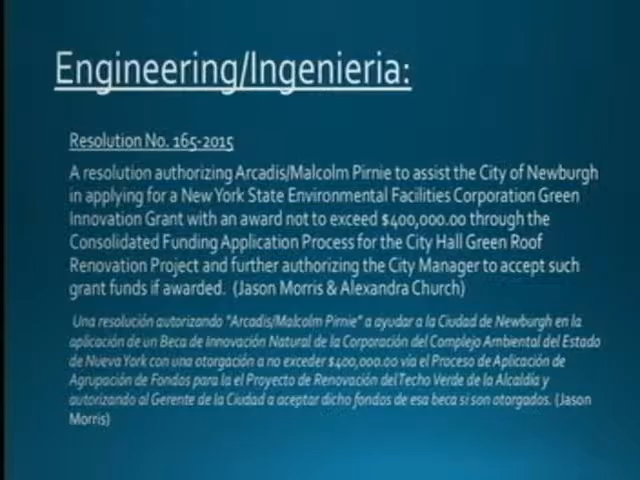 Engineering/Ingenieria:
Resolution No. 165-2015
A resolution authorizing Arcadis/Malcolm Pirnie to assist the City of Newburgh
in applying for a New York State Environmental Facilities Corporation Green
Innovation Grant with an award not to exceed $400,000.00 through the
Consolidated Funding Application Process for the City Hall Green Roof
Renovation Project and further authorizing the City Manager to accept such
grant funds if awarded. (Jason Morris & Alexandra Church)
Una resolución autorizando "Arcadis/Malcolm Pirnie" a ayudar a la Ciudad de Newburgh en la
aplicación de un Beca de Innovación Natural de la Corporación del Complejo Ambiental del Estado
de Nueva York con una otorgación a no exceder $400,000.00 via el Proceso de Aplicación de
Agrupación de Fondos para la el Proyecto de Renovación del Techo Verde de la Alcaldía y
autorizando al Gerente de la Ciudad a aceptar dicho fondos de esa beca si son otorgados. (Jason
Morris)